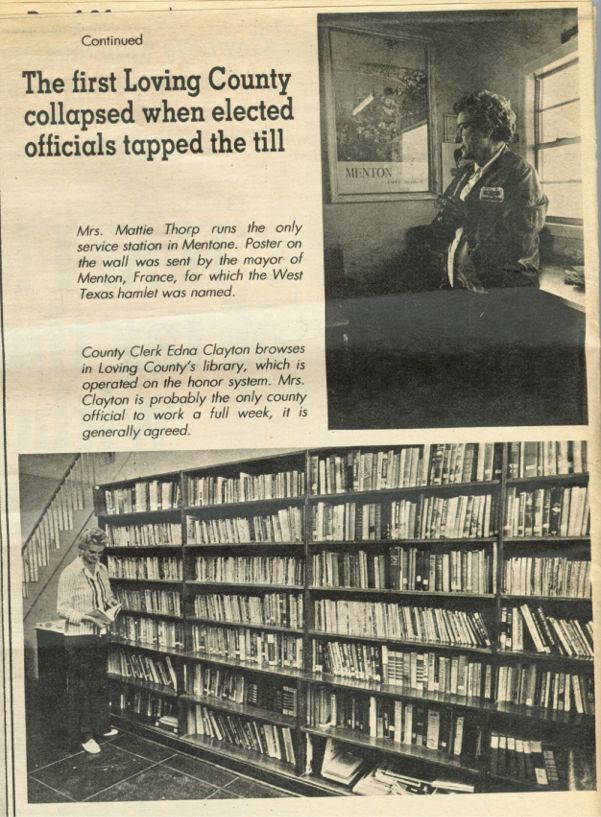 Continued
The first Loving County
collapsed when elected
officials tapped the till
Mrs. Mattie Thorp runs the only
service station in Mentone. Poster on
the wall was sent by the mayor of
Menton, France, for which the West
Texas hamlet was named.
MENTON
County Clerk Edna Clayton browses
in Loving County's library, which is
operated on the honor system. Mrs.
Clayton is probably the only county
official to work a full week, it is
generally agreed.